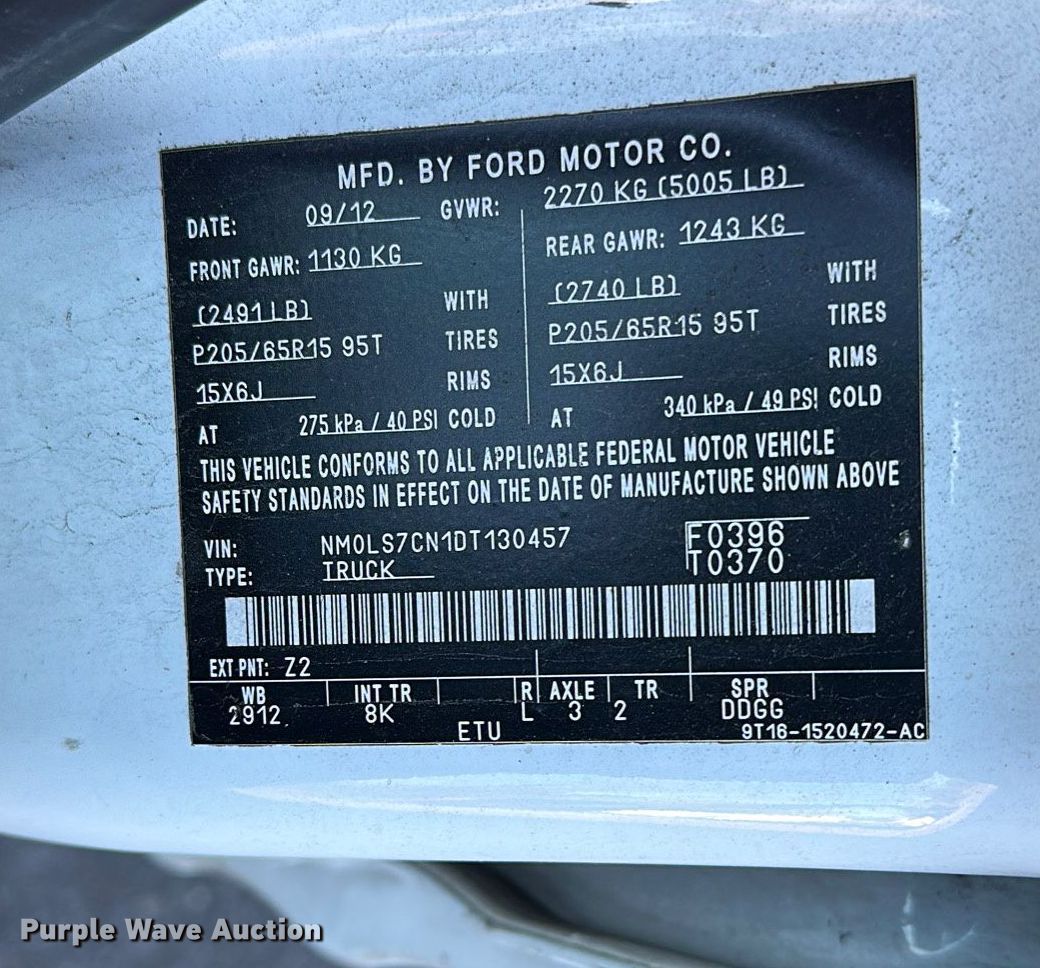 MFD. BY FORD MOTOR CO.
DATE: 09/12 GVWR: 2270 KG (5005 LB)
FRONT GAWR: 1130 KG REAR GAWR: 1243 KG
(2491 LB) WITH (2740 LB) WITH
P205/65R15 95T TIRES P205/65R15 95T TIRES
15X6J RIMS 15X6J RIMS
AT 275 kPa / 40 PSI COLD AT 340 kPa / 49 PSI COLD
THIS VEHICLE CONFORMS TO ALL APPLICABLE FEDERAL MOTOR VEHICLE
SAFETY STANDARDS IN EFFECT ON THE DATE OF MANUFACTURE SHOWN ABOVE
VIN: NM0LS7CN1DT130457 F0396
TYPE: TRUCK T0370
EXT PNT: Z2
WB INT TR R AXLE TR SPR
2912 8K L 3 2 DDGG
ETU 9T16-1520472-AC
Purple Wave Auction